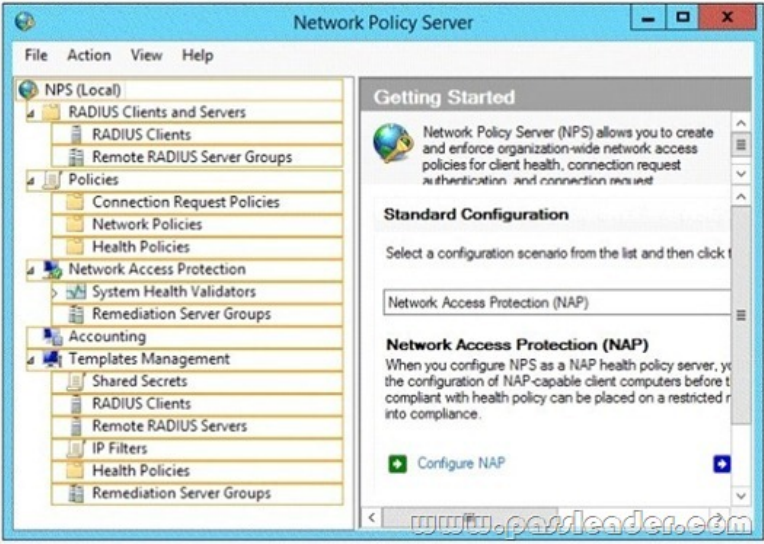 Network Policy Server
File Action View Help
NPS (Local)
RADIUS Clients and Servers
RADIUS Clients
Remote RADIUS Server Groups
Policies
Connection Request Policies
Network Policies
Health Policies
Network Access Protection
System Health Validators
Remediation Server Groups
Accounting
Templates Management
Shared Secrets
RADIUS Clients
Remote RADIUS Servers
IP Filters
Health Policies
Remediation Server Groups
Getting Started
Network Policy Server (NPS) allows you to create
and enforce organization-wide network access
policies for client health, connection request
authentication, and connection request
Standard Configuration
Select a configuration scenario from the list and then click
Network Access Protection (NAP)
Network Access Protection (NAP)
When you configure NPS as a NAP health policy server,
the configuration of NAP-capable client computers before
compliant with health policy can be placed on a restricted
into compliance.
Configure NAP
www.passleader.com